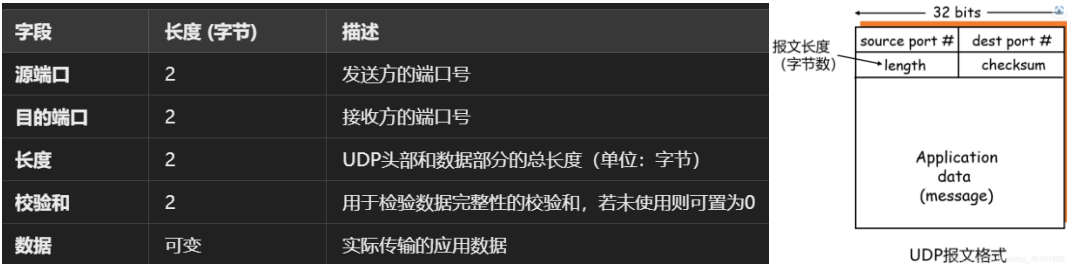 字段 长度 (字节) 描述
源端口 2 发送方的端口号
目的端口 2 接收方的端口号
长度 2 UDP头部和数据部分的总长度（单位：字节）
校验和 2 用于检验数据完整性的校验和，若未使用则可置为0
数据 可变 实际传输的应用数据
32 bits
报文长度
（字节数）
source port # dest port #
length checksum
Application
data
(message)
UDP报文格式